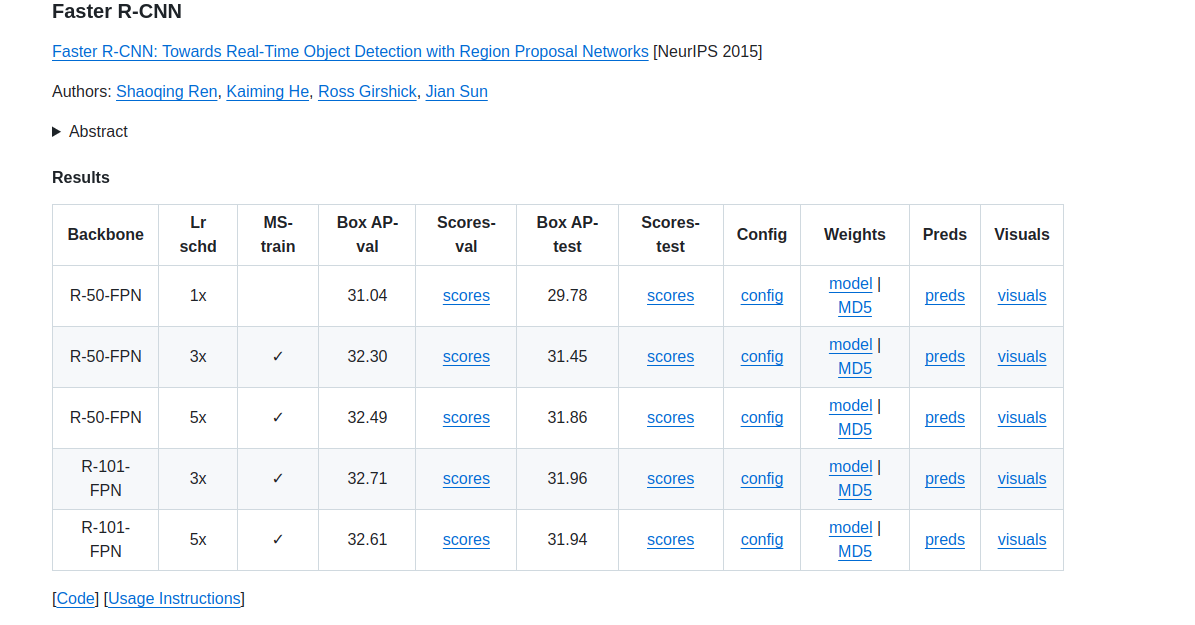 Faster R-CNN
Faster R-CNN: Towards Real-Time Object Detection with Region Proposal Networks [NeurIPS 2015]
Authors: Shaoqing Ren, Kaiming He, Ross Girshick, Jian Sun
▶ Abstract
Results
Backbone Lr schd MS-train Box AP-val Scores-val Box AP-test Scores-test Config Weights Preds Visuals
R-50-FPN 1x 31.04 scores 29.78 scores config model | MD5 preds visuals
R-50-FPN 3x ✓ 32.30 scores 31.45 scores config model | MD5 preds visuals
R-50-FPN 5x ✓ 32.49 scores 31.86 scores config model | MD5 preds visuals
R-101-FPN 3x ✓ 32.71 scores 31.96 scores config model | MD5 preds visuals
R-101-FPN 5x ✓ 32.61 scores 31.94 scores config model | MD5 preds visuals
[Code] [Usage Instructions]